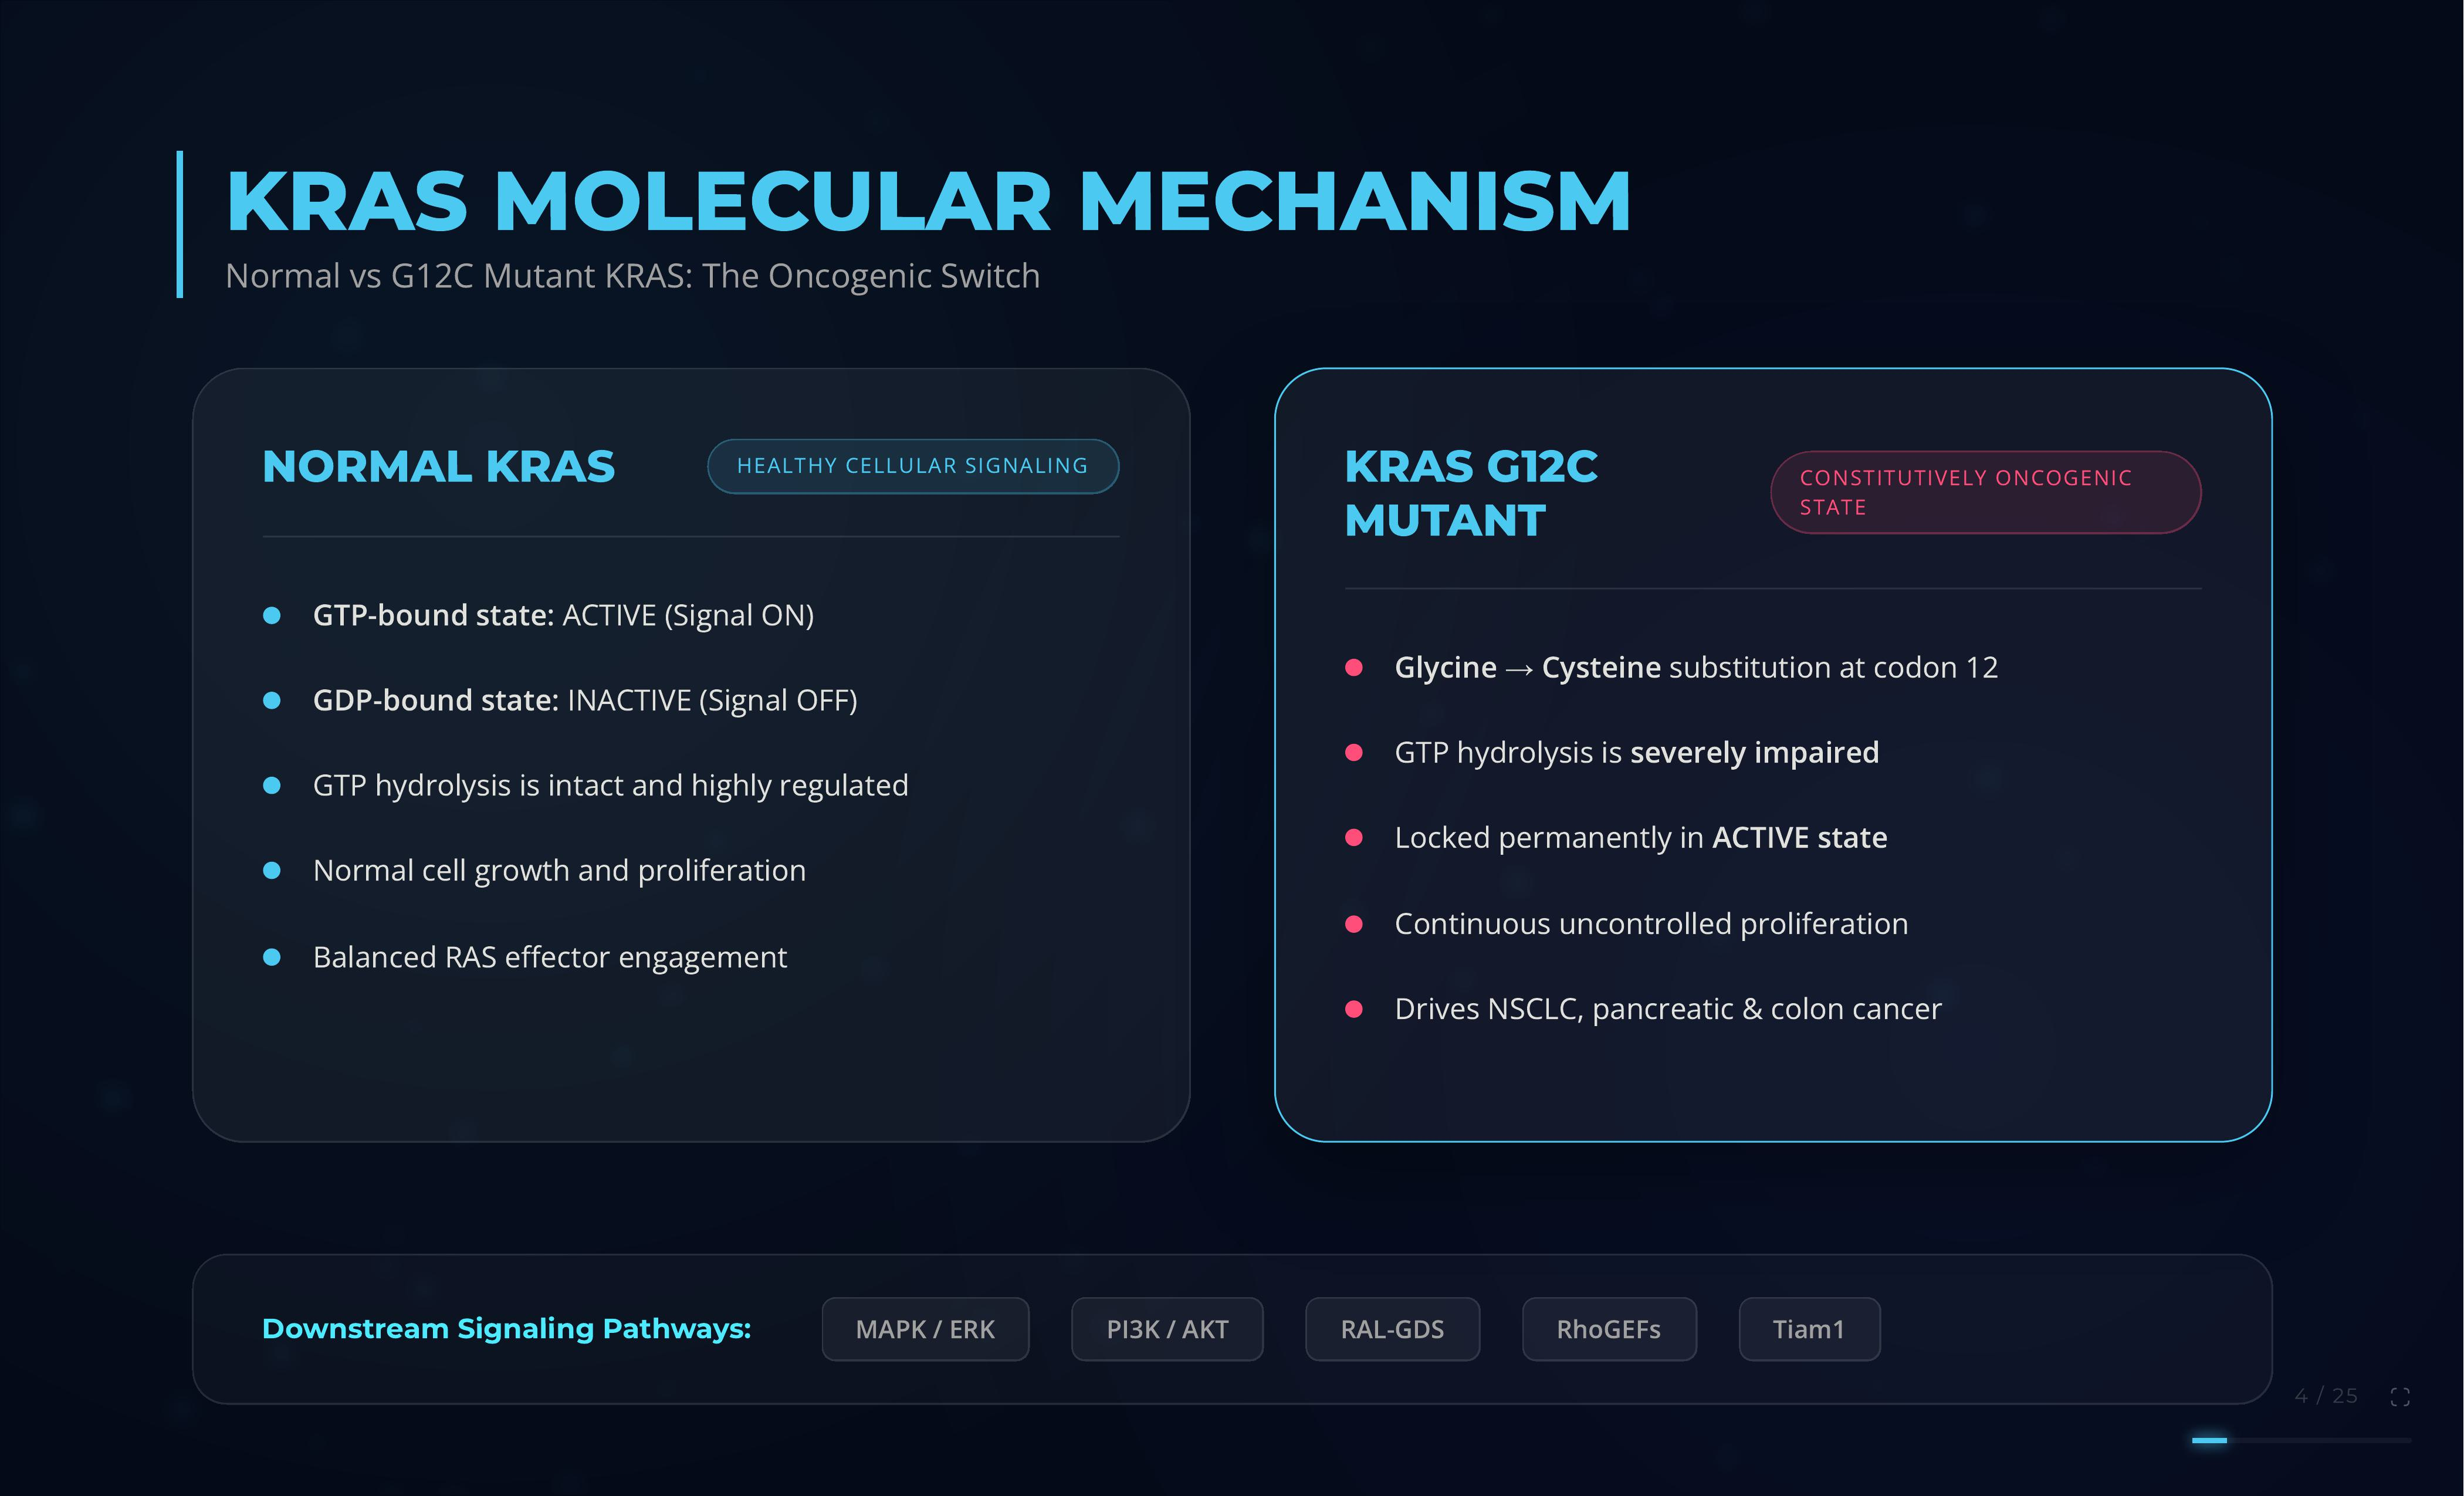 KRAS MOLECULAR MECHANISM
Normal vs G12C Mutant KRAS: The Oncogenic Switch
NORMAL KRAS
HEALTHY CELLULAR SIGNALING
GTP-bound state: ACTIVE (Signal ON)
GDP-bound state: INACTIVE (Signal OFF)
GTP hydrolysis is intact and highly regulated
Normal cell growth and proliferation
Balanced RAS effector engagement
KRAS G12C
MUTANT
CONSTITUTIVELY ONCOGENIC
STATE
Glycine → Cysteine substitution at codon 12
GTP hydrolysis is severely impaired
Locked permanently in ACTIVE state
Continuous uncontrolled proliferation
Drives NSCLC, pancreatic & colon cancer
Downstream Signaling Pathways:
MAPK / ERK
PI3K / AKT
RAL-GDS
RhoGEFs
Tiam1
4 / 25